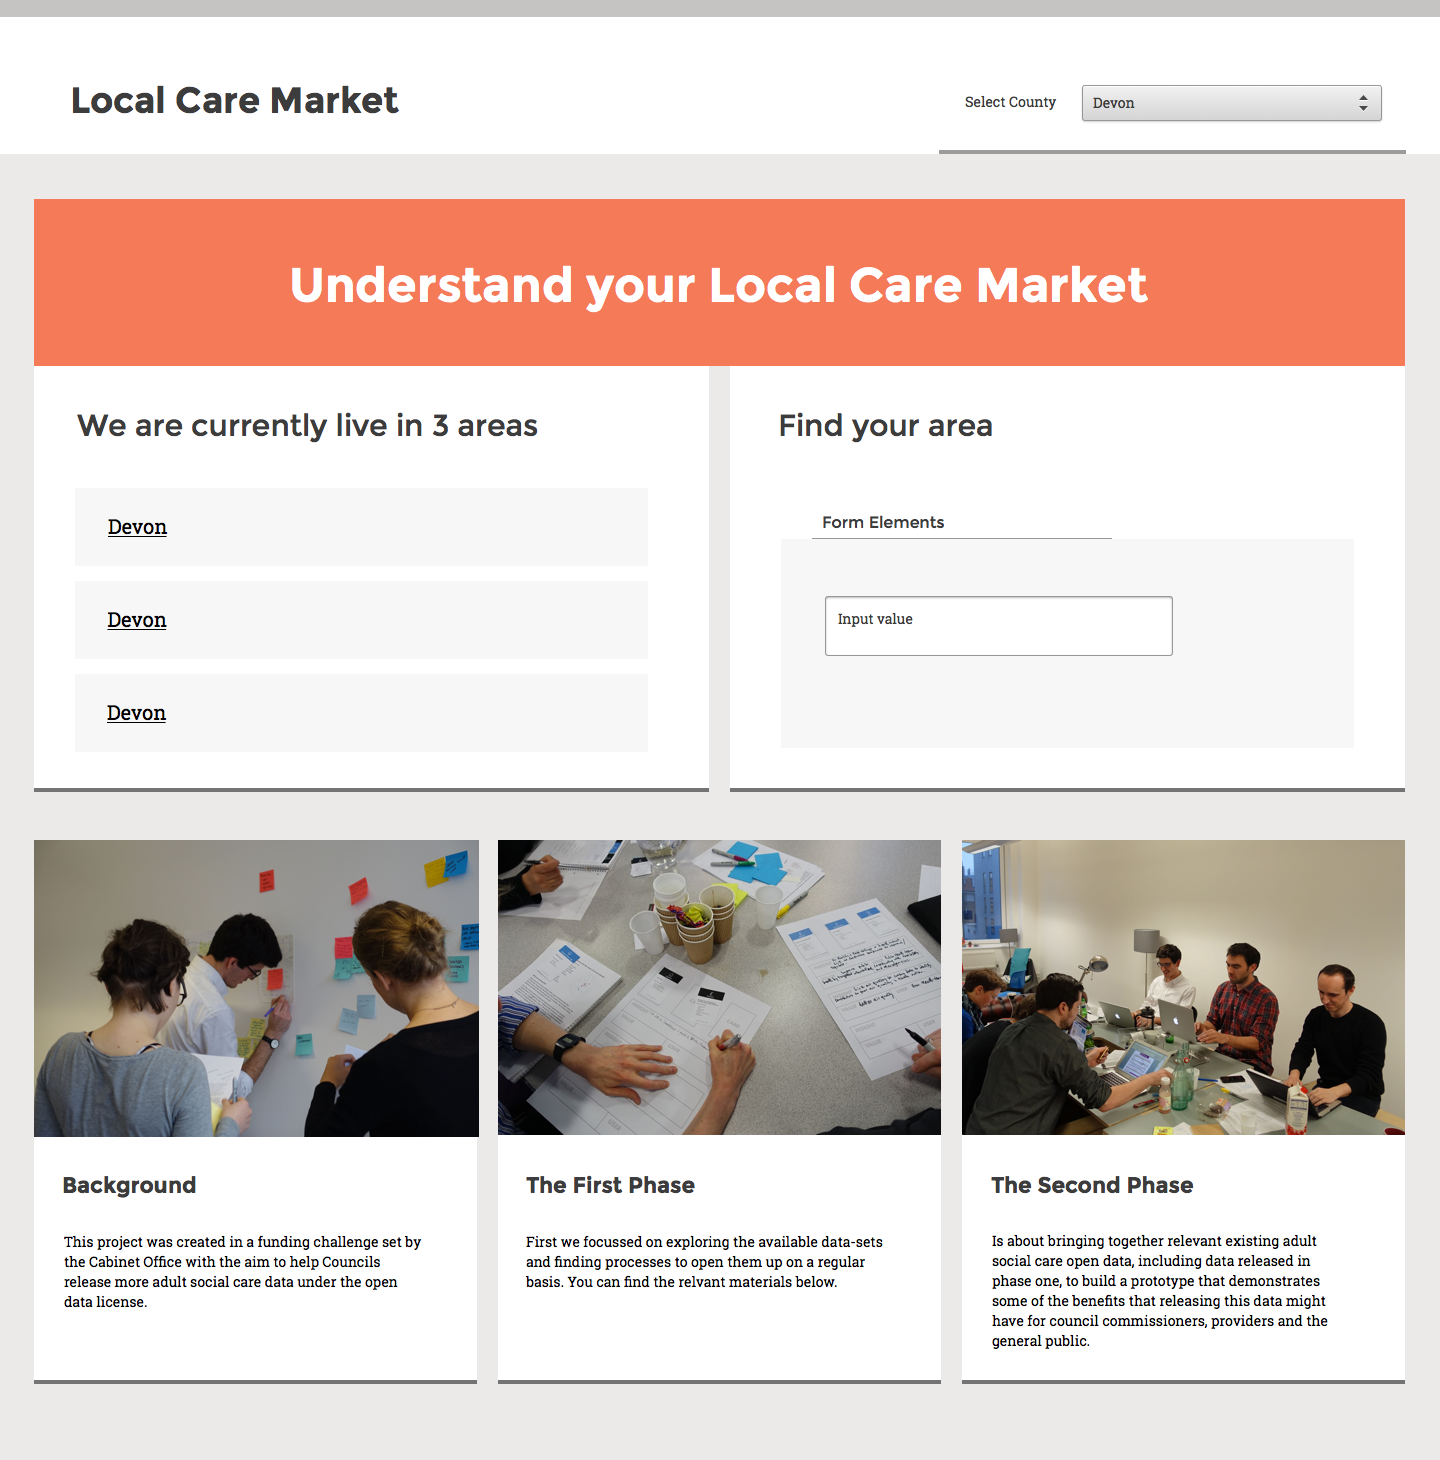 Local Care Market
Select County
Devon
Understand your Local Care Market
We are currently live in 3 areas
Devon
Devon
Devon
Find your area
Form Elements
Input value
Background
This project was created in a funding challenge set by
the Cabinet Office with the aim to help Councils
release more adult social care data under the open
data license.
The First Phase
First we focussed on exploring the available data-sets
and finding processes to open them up on a regular
basis. You can find the relvant materials below.
The Second Phase
Is about bringing together relevant existing adult
social care open data, including data released in
phase one, to build a prototype that demonstrates
some of the benefits that releasing this data might
have for council commissioners, providers and the
general public.